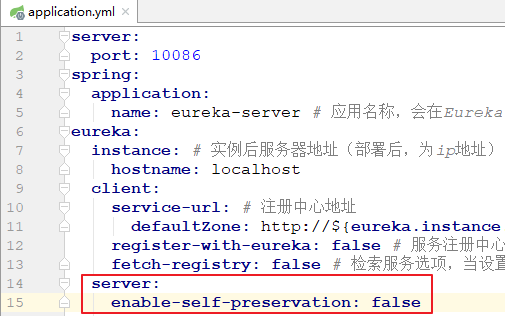 application.yml ×
1 server:
2 port: 10086
3 spring:
4 application:
5 name: eureka-server # 应用名称，会在Eureka
6 eureka:
7 instance: # 实例后服务器地址（部署后，为ip地址）
8 hostname: localhost
9 client:
10 service-url: # 注册中心地址
11 defaultZone: http://${eureka.instance
12 register-with-eureka: false # 服务注册中心
13 fetch-registry: false # 检索服务选项，当设置
14 server:
15 enable-self-preservation: false